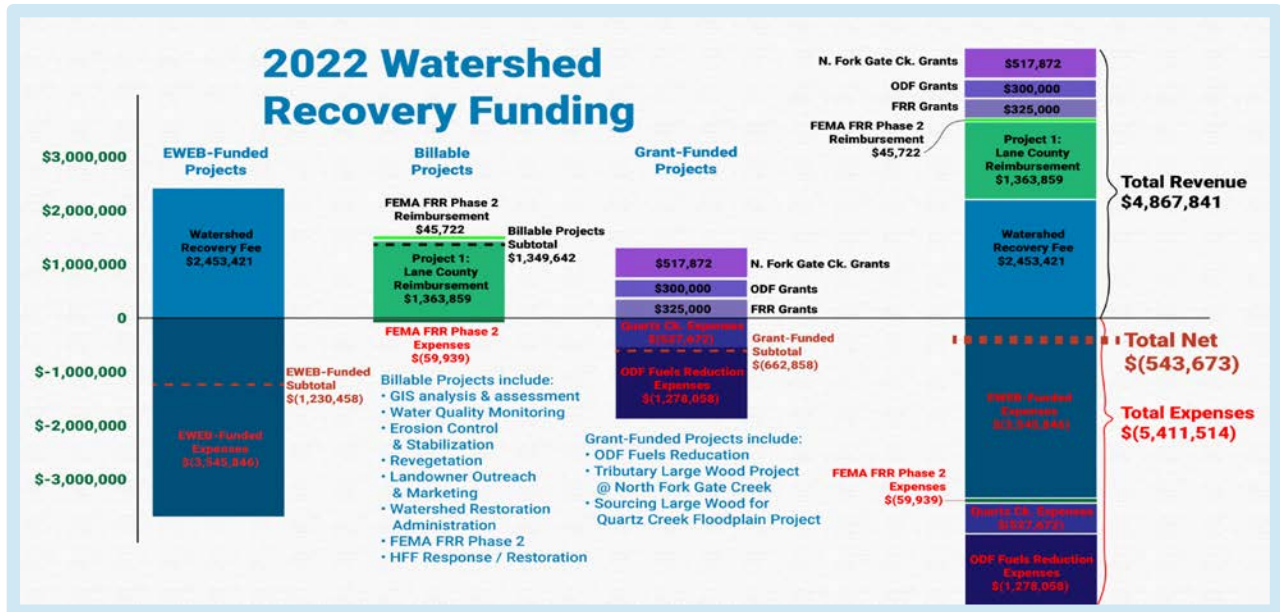 2022 Watershed
Recovery Funding
$3,000,000
$2,000,000
$1,000,000
0
$-1,000,000
$-2,000,000
$-3,000,000
EWEB-Funded
Projects
Watershed
Recovery Fee
$2,453,421
EWEB-Funded
Expenses
$(3,545,846)
EWEB-Funded
Subtotal
$(1,230,458)
Billable
Projects
FEMA FRR Phase 2
Reimbursement
$45,722
Billable Projects
Subtotal
$1,349,642
Project 1:
Lane County
Reimbursement
$1,363,859
FEMA FRR Phase 2
Expenses
$(59,939)
Billable Projects include:
• GIS analysis & assessment
• Water Quality Monitoring
• Erosion Control
& Stabilization
• Revegetation
• Landowner Outreach
& Marketing
• Watershed Restoration
Administration
• FEMA FRR Phase 2
• HFF Response / Restoration
Grant-Funded
Projects
$517,872
N. Fork Gate Ck. Grants
$300,000
ODF Grants
$325,000
FRR Grants
Quartz Ck. Expenses
$(527,672)
ODF Fuels Reduction
Expenses
$(1,278,058)
Grant-Funded
Subtotal
$(662,858)
Grant-Funded Projects include:
• ODF Fuels Reducation
• Tributary Large Wood Project
@ North Fork Gate Creek
• Sourcing Large Wood for
Quartz Creek Floodplain Project
N. Fork Gate Ck. Grants
$517,872
ODF Grants
$300,000
FRR Grants
$325,000
FEMA FRR Phase 2
Reimbursement
$45,722
Project 1:
Lane County
Reimbursement
$1,363,859
Watershed
Recovery Fee
$2,453,421
Total Revenue
$4,867,841
Total Net
$(543,673)
EWEB-Funded
Expenses
$(3,545,846)
Total Expenses
$(5,411,514)
FEMA FRR Phase 2
Expenses
$(59,939)
Quartz Ck. Expenses
$(527,672)
ODF Fuels Reduction
Expenses
$(1,278,058)